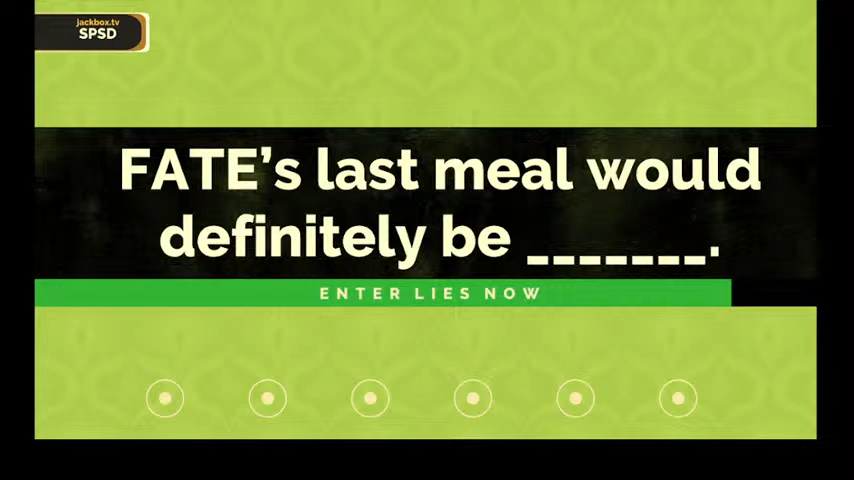 jackbox.tv
SPSD
FATE’s last meal would
definitely be _______.
ENTER LIES NOW